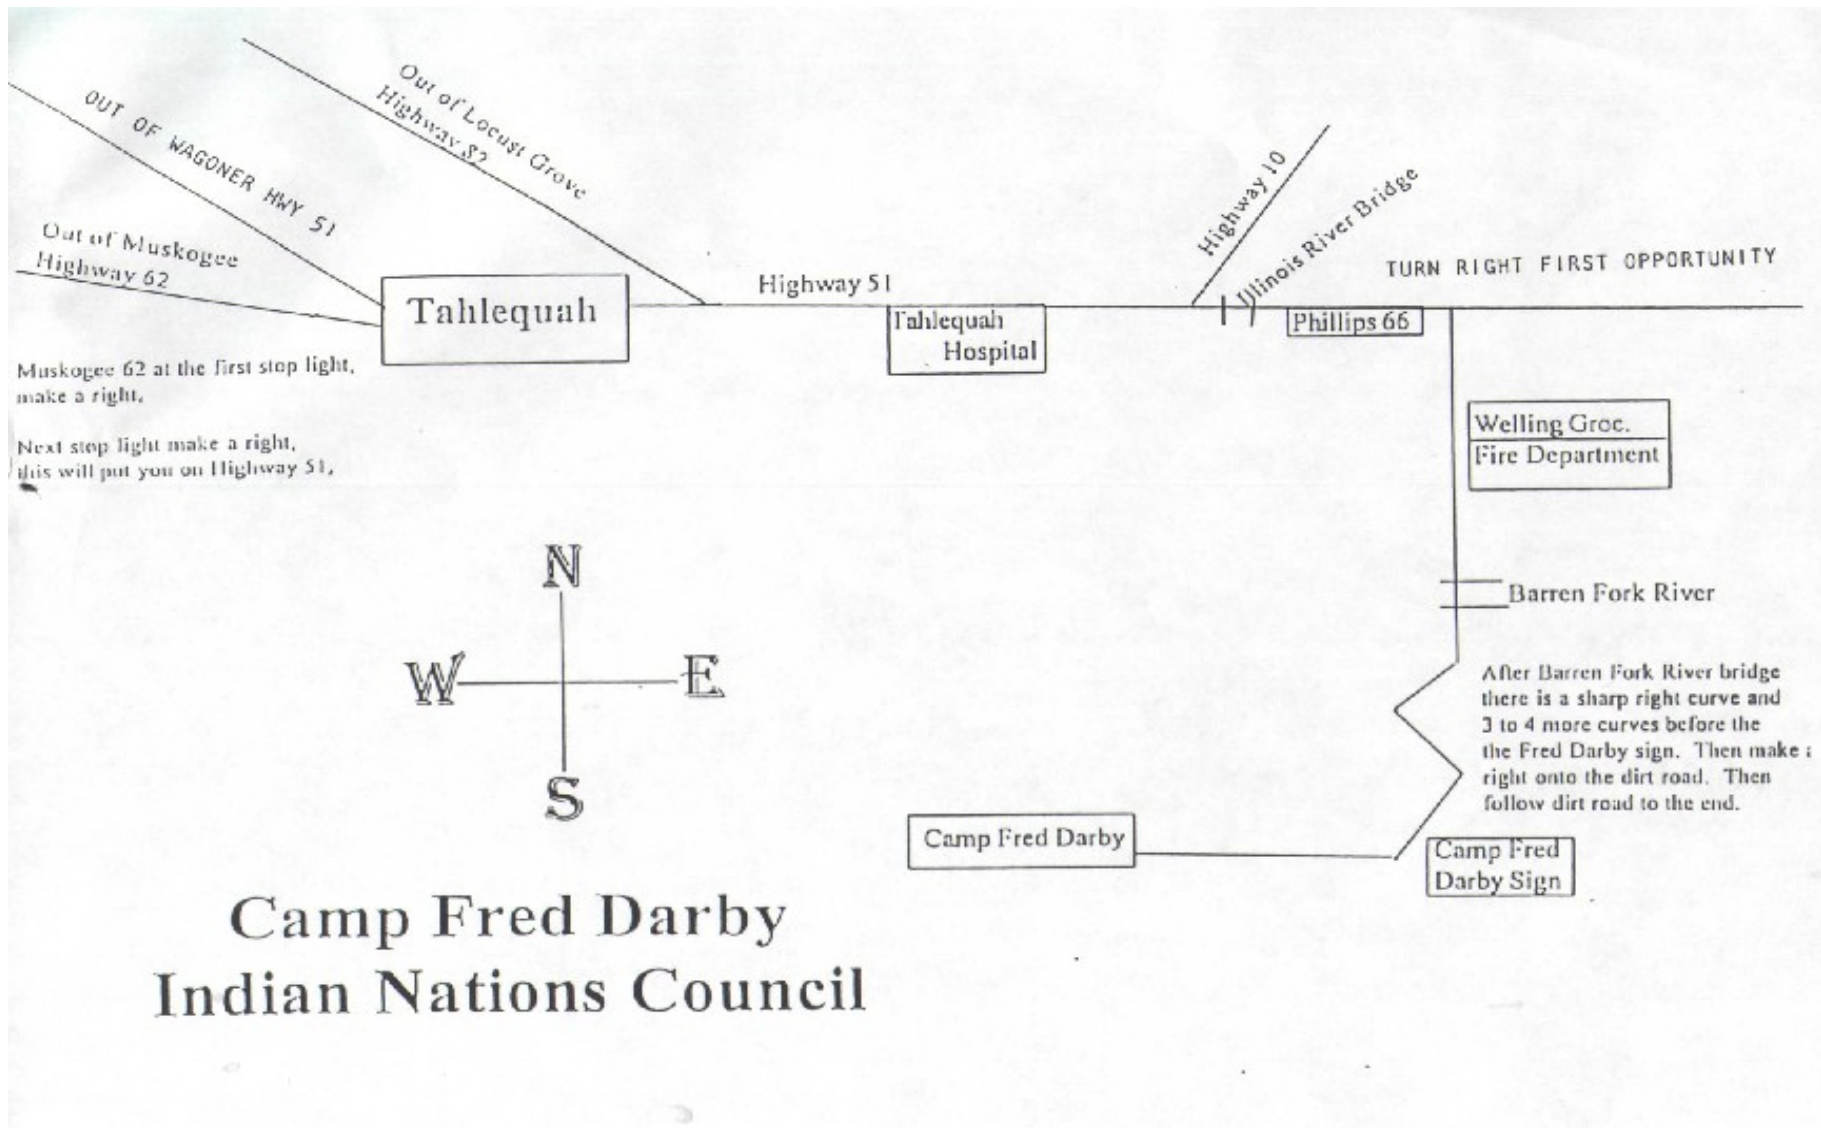 Out of Locust Grove
Highway 82
OUT OF WAGONER HWY 51
Out of Muskogee
Highway 62
Tahlequah
Highway 51
Tahlequah
Hospital
Highway 10
Illinois River Bridge
Phillips 66
TURN RIGHT FIRST OPPORTUNITY
Muskogee 62 at the first stop light,
make a right.
Next stop light make a right,
this will put you on Highway 51.
Welling Groc.
Fire Department
Barren Fork River
N
W
E
S
After Barren Fork River bridge
there is a sharp right curve and
3 to 4 more curves before the
the Fred Darby sign. Then make
right onto the dirt road. Then
follow dirt road to the end.
Camp Fred Darby
Camp Fred
Darby Sign
Camp Fred Darby
Indian Nations Council